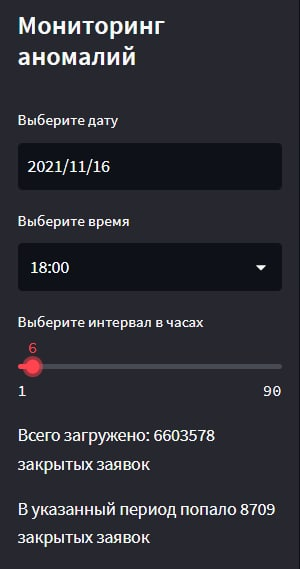 Мониторинг
аномалий
Выберите дату
2021/11/16
Выберите время
18:00
Выберите интервал в часах
6
1 90
Всего загружено: 6603578
закрытых заявок
В указанный период попало 8709
закрытых заявок